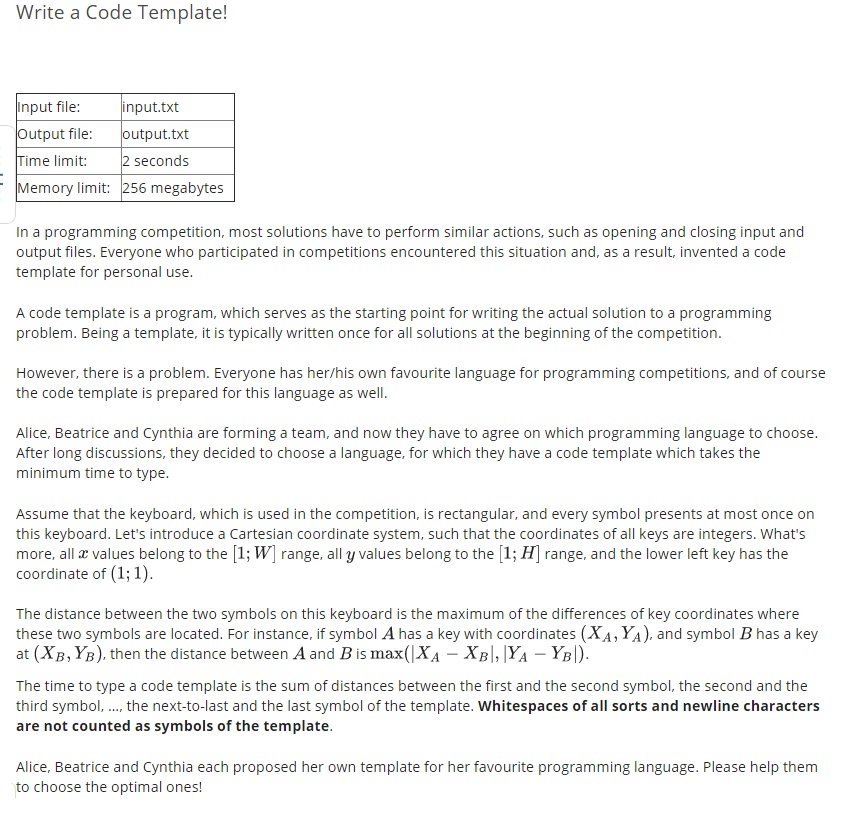 Write a Code Template!
Input file: input.txt
Output file: output.txt
Time limit: 2 seconds
Memory limit: 256 megabytes
In a programming competition, most solutions have to perform similar actions, such as opening and closing input and
output files. Everyone who participated in competitions encountered this situation and, as a result, invented a code
template for personal use.
A code template is a program, which serves as the starting point for writing the actual solution to a programming
problem. Being a template, it is typically written once for all solutions at the beginning of the competition.
However, there is a problem. Everyone has her/his own favourite language for programming competitions, and of course
the code template is prepared for this language as well.
Alice, Beatrice and Cynthia are forming a team, and now they have to agree on which programming language to choose.
After long discussions, they decided to choose a language, for which they have a code template which takes the
minimum time to type.
Assume that the keyboard, which is used in the competition, is rectangular, and every symbol presents at most once on
this keyboard. Let's introduce a Cartesian coordinate system, such that the coordinates of all keys are integers. What's
more, all x values belong to the [1; W] range, all y values belong to the [1; H] range, and the lower left key has the
coordinate of (1; 1).
The distance between the two symbols on this keyboard is the maximum of the differences of key coordinates where
these two symbols are located. For instance, if symbol A has a key with coordinates (X_A, Y_A), and symbol B has a key
at (X_B, Y_B), then the distance between A and B is max(|X_A − X_B|, |Y_A − Y_B|).
The time to type a code template is the sum of distances between the first and the second symbol, the second and the
third symbol, ..., the next-to-last and the last symbol of the template. Whitespaces of all sorts and newline characters
are not counted as symbols of the template.
Alice, Beatrice and Cynthia each proposed her own template for her favourite programming language. Please help them
to choose the optimal ones!